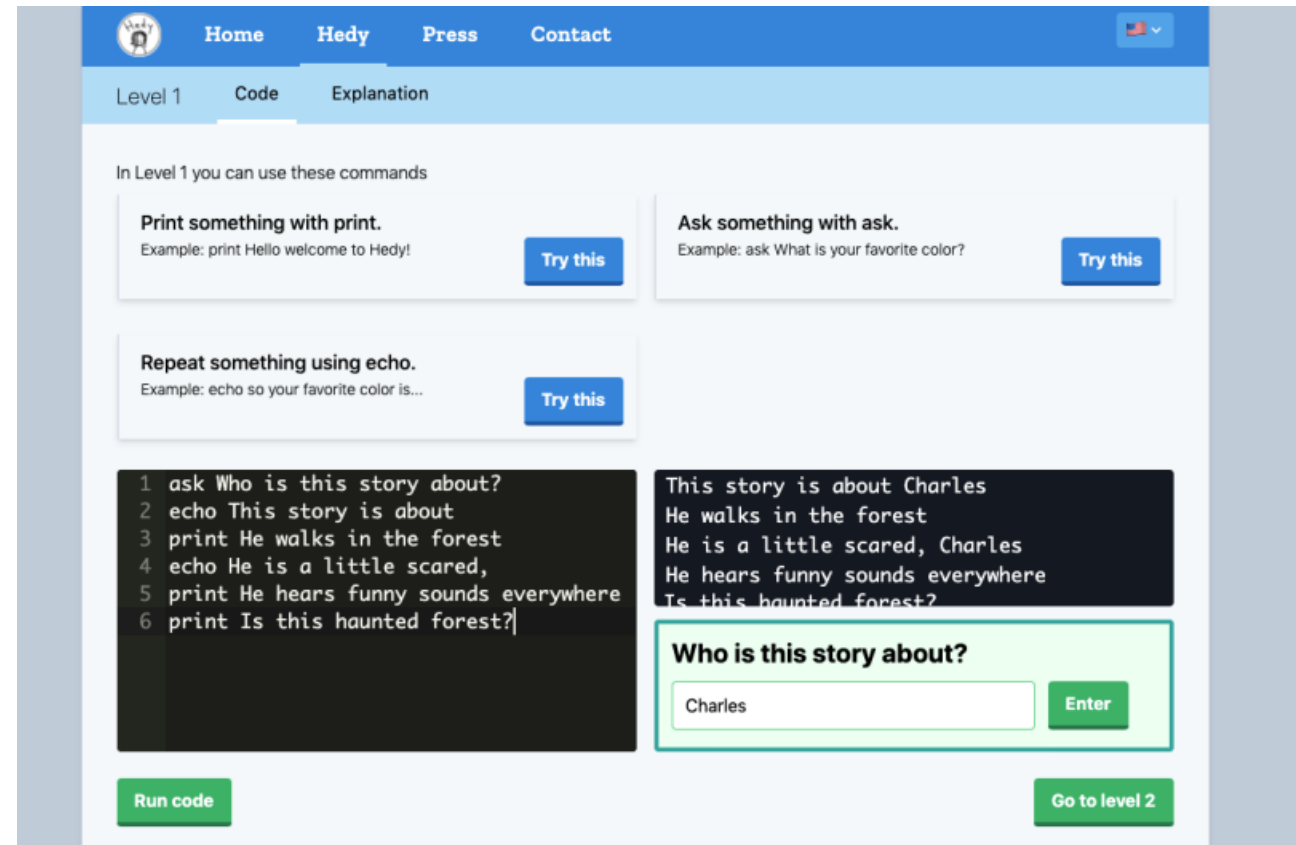 Hedy
Home Hedy Press Contact
Level 1 Code Explanation
In Level 1 you can use these commands
Print something with print.
Example: print Hello welcome to Hedy!
Try this
Ask something with ask.
Example: ask What is your favorite color?
Try this
Repeat something using echo.
Example: echo so your favorite color is...
Try this
1 ask Who is this story about?
2 echo This story is about
3 print He walks in the forest
4 echo He is a little scared,
5 print He hears funny sounds everywhere
6 print Is this haunted forest?
This story is about Charles
He walks in the forest
He is a little scared, Charles
He hears funny sounds everywhere
Is this haunted forest?
Who is this story about?
Charles
Enter
Run code
Go to level 2